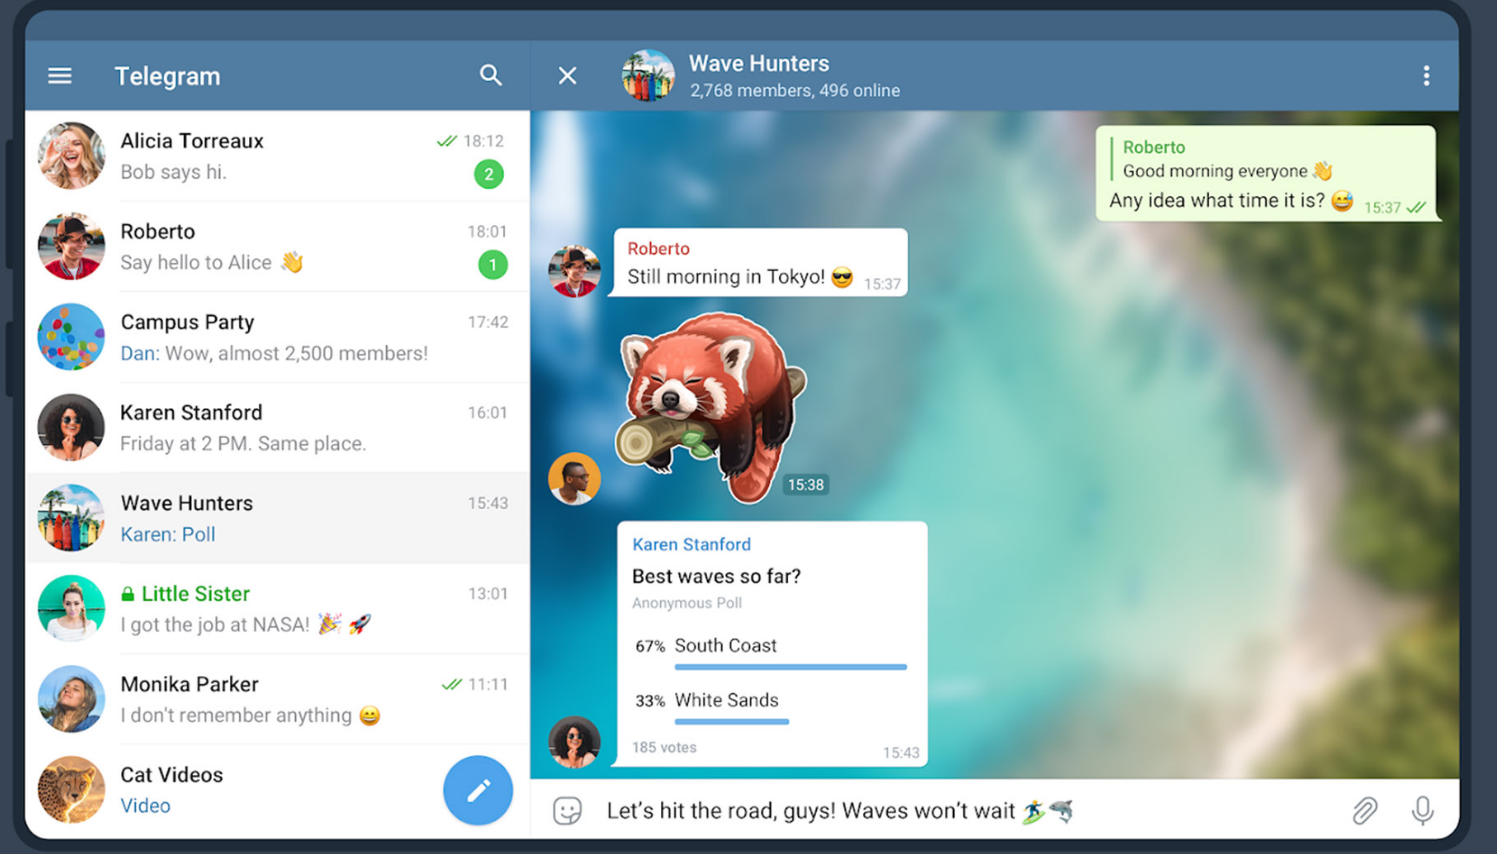 Telegram
Alicia Torreaux 18:12
Bob says hi. 2
Roberto 18:01
Say hello to Alice 👋 1
Campus Party 17:42
Dan: Wow, almost 2,500 members!
Karen Stanford 16:01
Friday at 2 PM. Same place.
Wave Hunters 15:43
Karen: Poll
Little Sister 13:01
I got the job at NASA! 🎉 🚀
Monika Parker 11:11
I don't remember anything 😄
Cat Videos
Video
Wave Hunters
2,768 members, 496 online
Roberto
Good morning everyone 👋
Any idea what time it is? 😅 15:37
Roberto
Still morning in Tokyo! 😎 15:37
15:38
Karen Stanford
Best waves so far?
Anonymous Poll
67% South Coast
33% White Sands
185 votes 15:43
Let’s hit the road, guys! Waves won’t wait 🏄‍♂️🐬